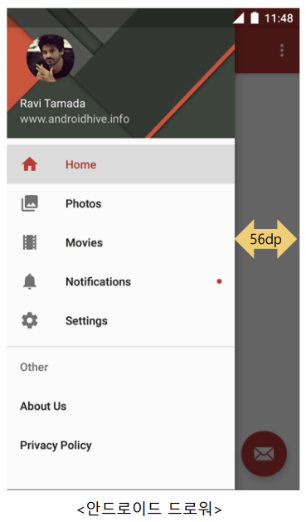 11:48
Ravi Tamada
www.androidhive.info
Home
Photos
Movies
56dp
Notifications
Settings
Other
About Us
Privacy Policy
<안드로이드 드로워>